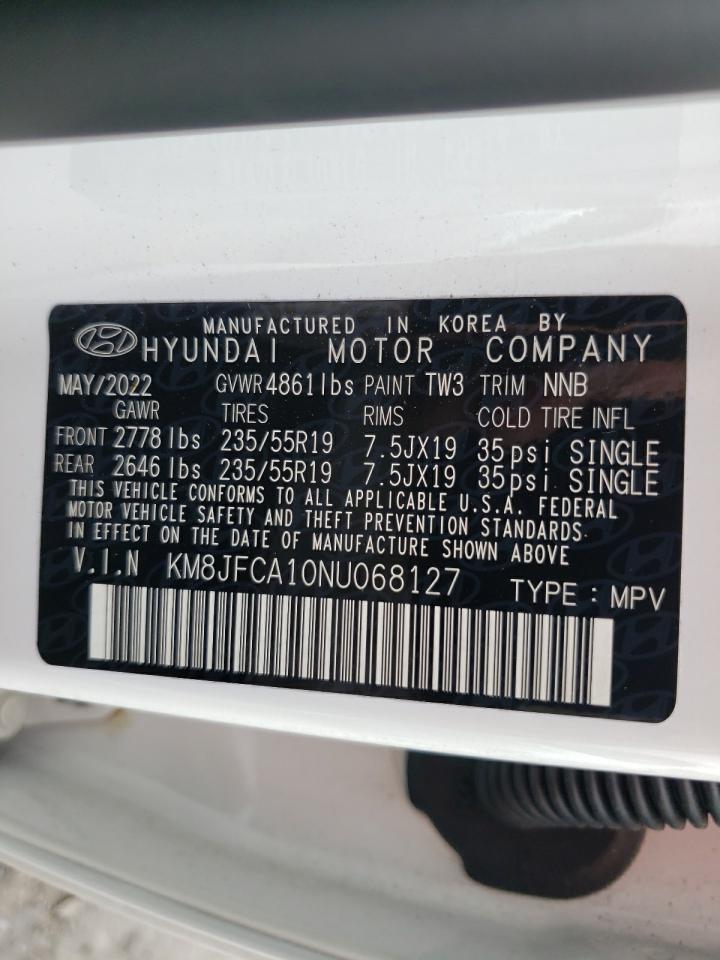 MANUFACTURED IN KOREA BY
HYUNDAI MOTOR COMPANY
MAY/2022 GVWR 4861 lbs PAINT TW3 TRIM NNB
GAWR TIRES RIMS COLD TIRE INFL
FRONT 2778 lbs 235/55R19 7.5JX19 35psi SINGLE
REAR 2646 lbs 235/55R19 7.5JX19 35psi SINGLE
THIS VEHICLE CONFORMS TO ALL APPLICABLE U.S.A. FEDERAL
MOTOR VEHICLE SAFETY AND THEFT PREVENTION STANDARDS
IN EFFECT ON THE DATE OF MANUFACTURE SHOWN ABOVE
V.I.N KM8JFCA10NU068127 TYPE : MPV